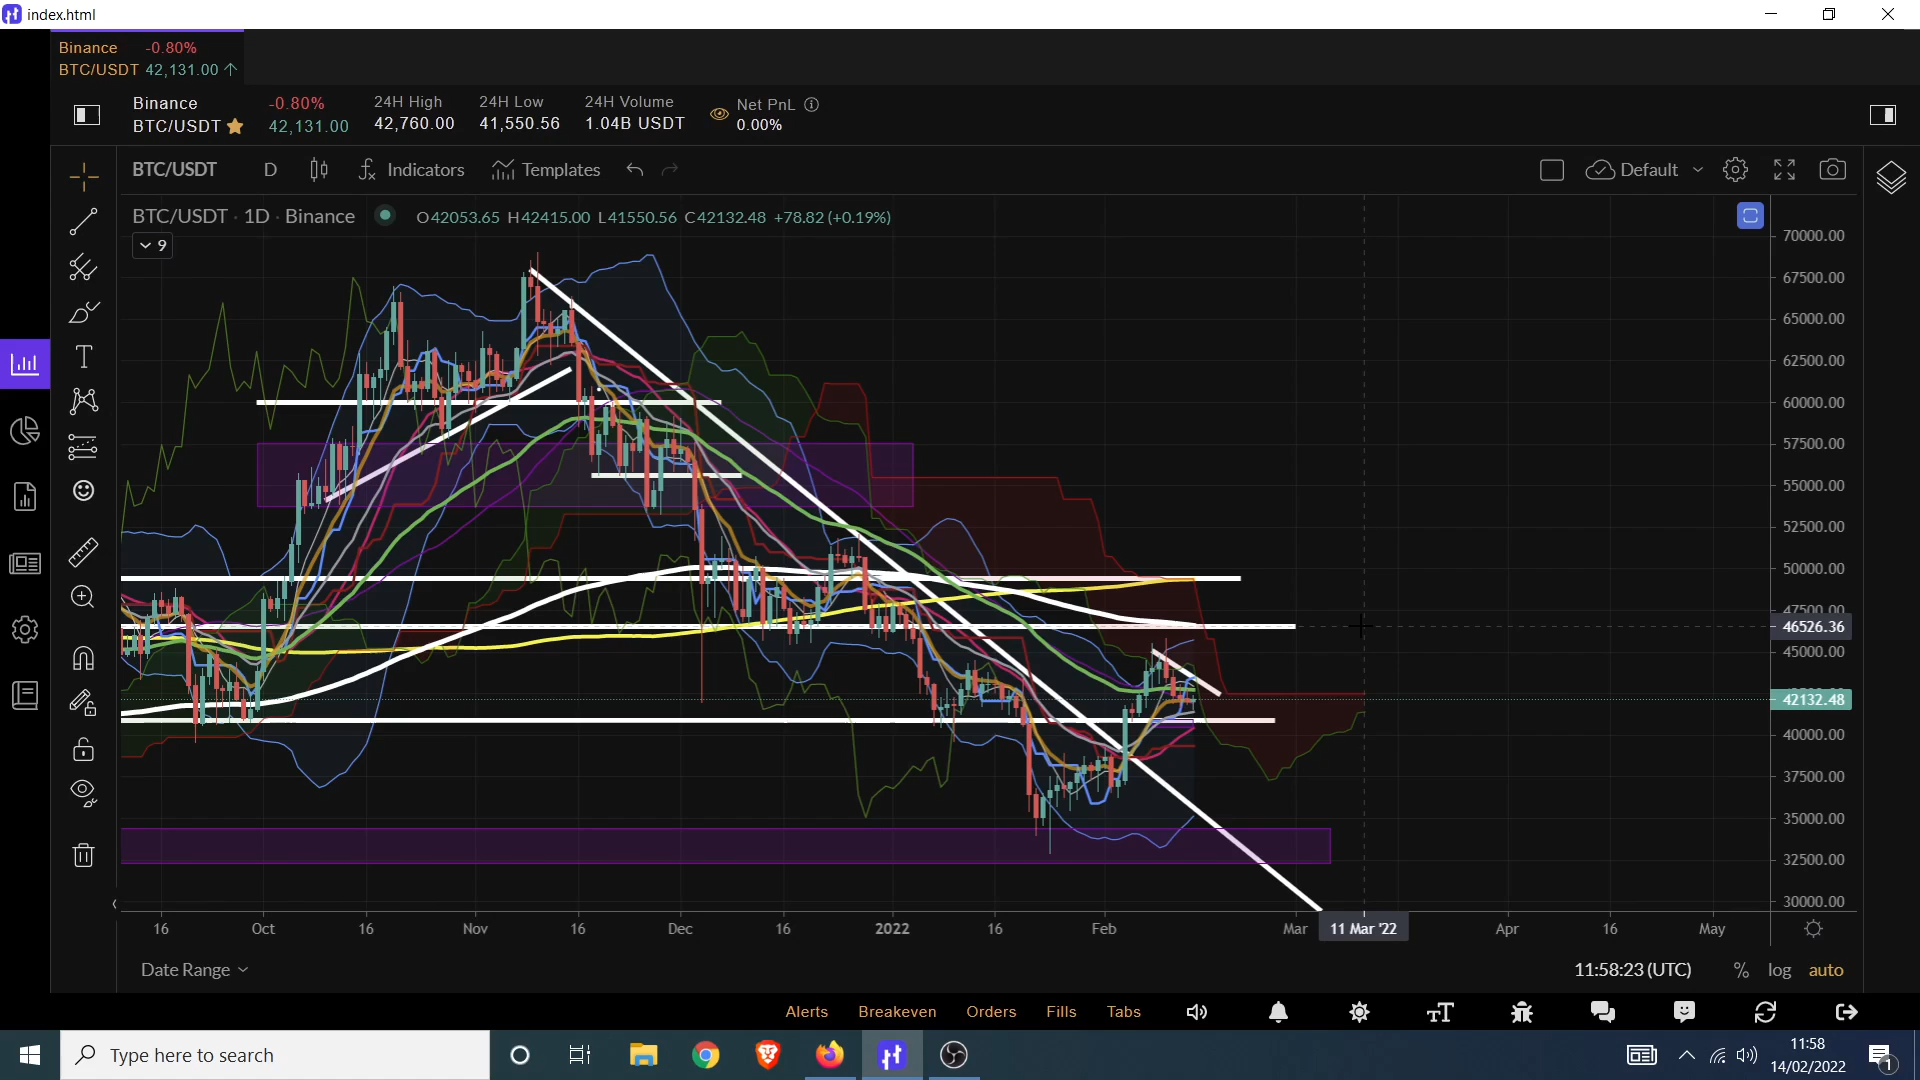 index.html
Binance -0.80%
BTC/USDT 42,131.00
Binance -0.80% 24H High 24H Low 24H Volume Net PnL
BTC/USDT 42,131.00 42,760.00 41,550.56 1.04B USDT 0.00%
BTC/USDT D Indicators Templates Default
BTC/USDT · 1D · Binance O42053.65 H42415.00 L41550.56 C42132.48 +78.82 (+0.19%)
9
70000.00
67500.00
65000.00
62500.00
60000.00
57500.00
55000.00
52500.00
50000.00
47500.00
46526.36
45000.00
42132.48
40000.00
37500.00
35000.00
32500.00
30000.00
16 Oct 16 Nov 16 Dec 16 2022 16 Feb Mar 11 Mar '22 Apr 16 May
Date Range 11:58:23 (UTC) % log auto
Alerts Breakeven Orders Fills Tabs
Type here to search
11:58
14/02/2022
1